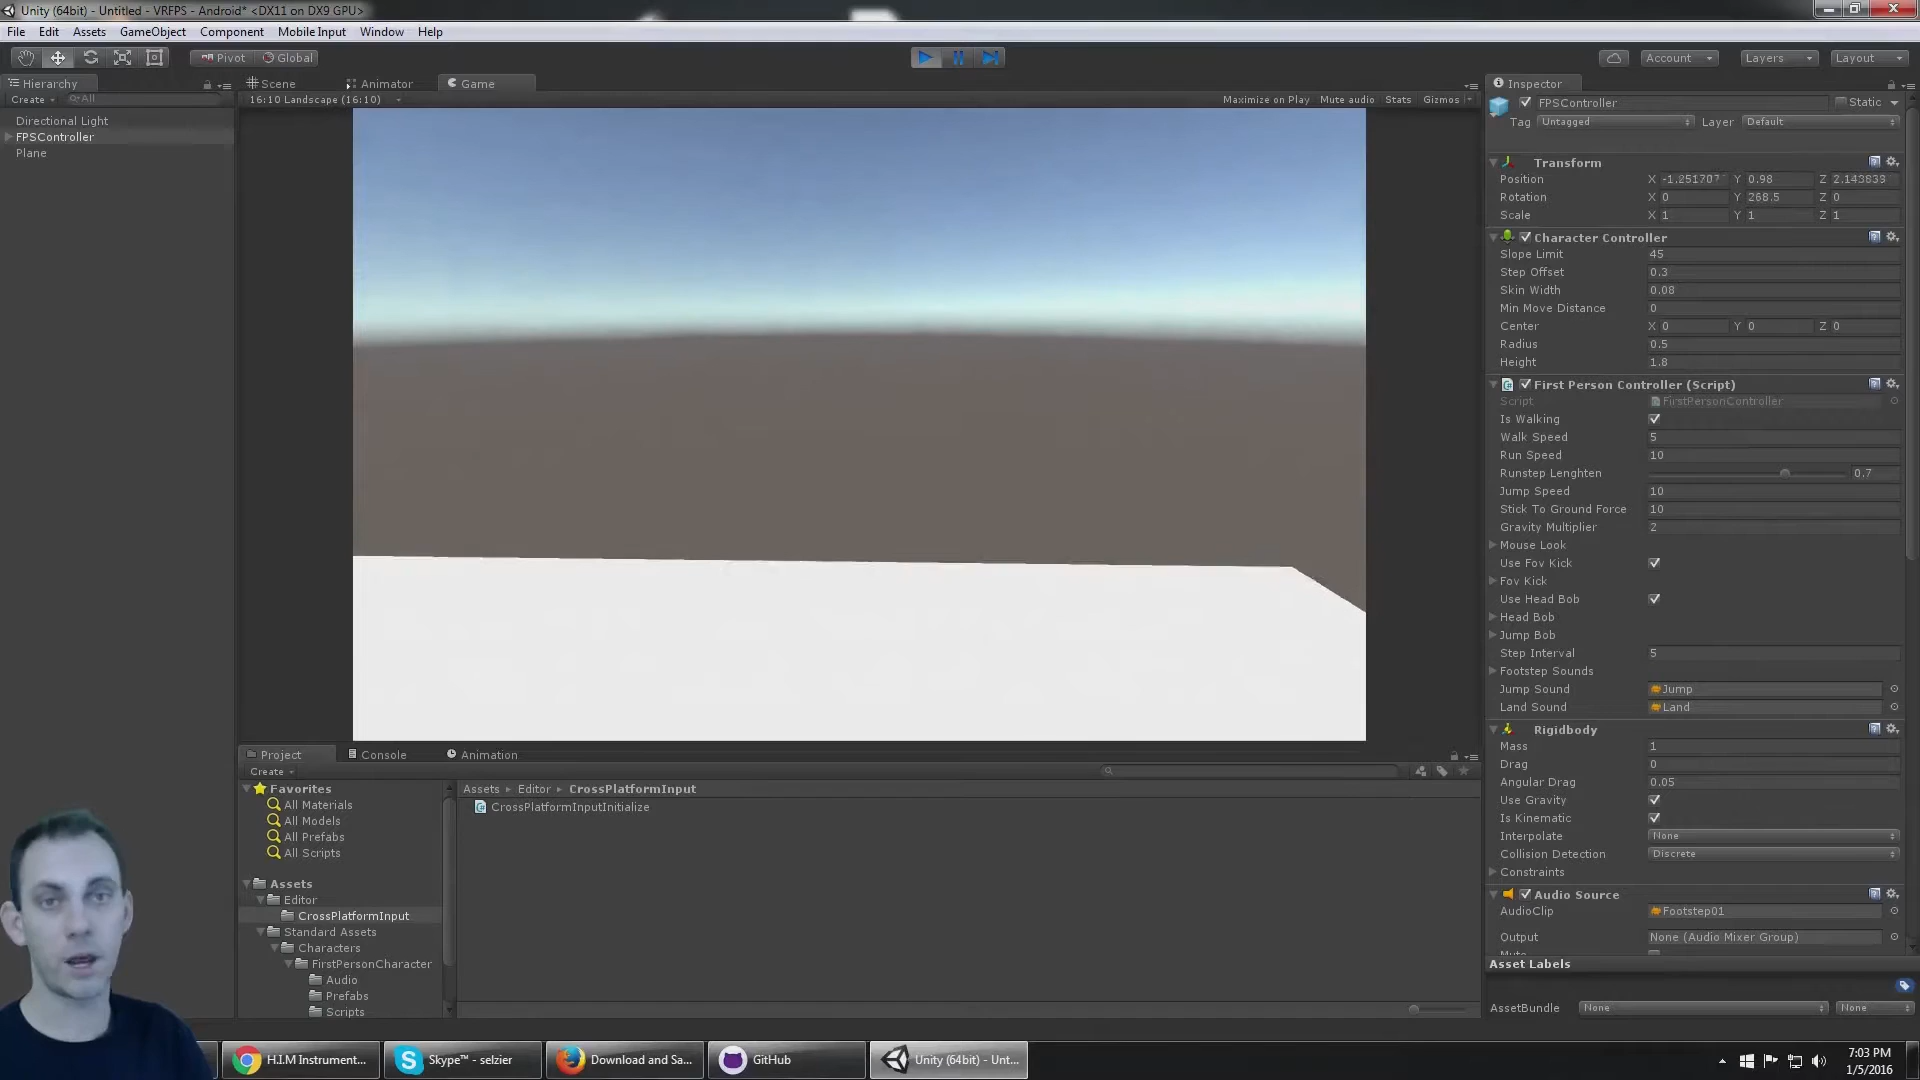 Unity (64bit) - Untitled - VRFPS - Android* <DX11 on DX9 GPU>
File Edit Assets GameObject Component Mobile Input Window Help
Pivot Global Account Layers Layout
Hierarchy Scene Animator Game Inspector
Create All 16:10 Landscape (16:10) Maximize on Play Mute audio Stats Gizmos
FPSController Static
Tag Untagged Layer Default
Directional Light
FPSController
Plane
Transform
Position X -1.251707 Y 0.98 Z 2.143839
Rotation X 0 Y 268.5 Z 0
Scale X 1 Y 1 Z 1
Character Controller
Slope Limit 45
Step Offset 0.3
Skin Width 0.08
Min Move Distance 0
Center X 0 Y 0 Z 0
Radius 0.5
Height 1.8
First Person Controller (Script)
Script FirstPersonController
Is Walking
Walk Speed 5
Run Speed 10
Runstep Lenghten 0.7
Jump Speed 10
Stick To Ground Force 10
Gravity Multiplier 2
Mouse Look
Use Fov Kick
Fov Kick
Use Head Bob
Head Bob
Jump Bob
Step Interval 5
Footstep Sounds
Jump Sound Jump
Land Sound Land
Rigidbody
Mass 1
Drag 0
Angular Drag 0.05
Use Gravity
Is Kinematic
Interpolate None
Collision Detection Discrete
Constraints
Audio Source
AudioClip Footstep01
Output None (Audio Mixer Group)
Asset Labels
AssetBundle None None
Project Console Animation
Create
Favorites
All Materials
All Models
All Prefabs
All Scripts
Assets
Editor
CrossPlatformInput
Standard Assets
Characters
FirstPersonCharacter
Audio
Prefabs
Scripts
Assets Editor CrossPlatformInput
CrossPlatformInputInitialize
H.I.M Instrument... Skype™ - selzier Download and Sa... GitHub Unity (64bit) - Unt...
7:03 PM
1/5/2016